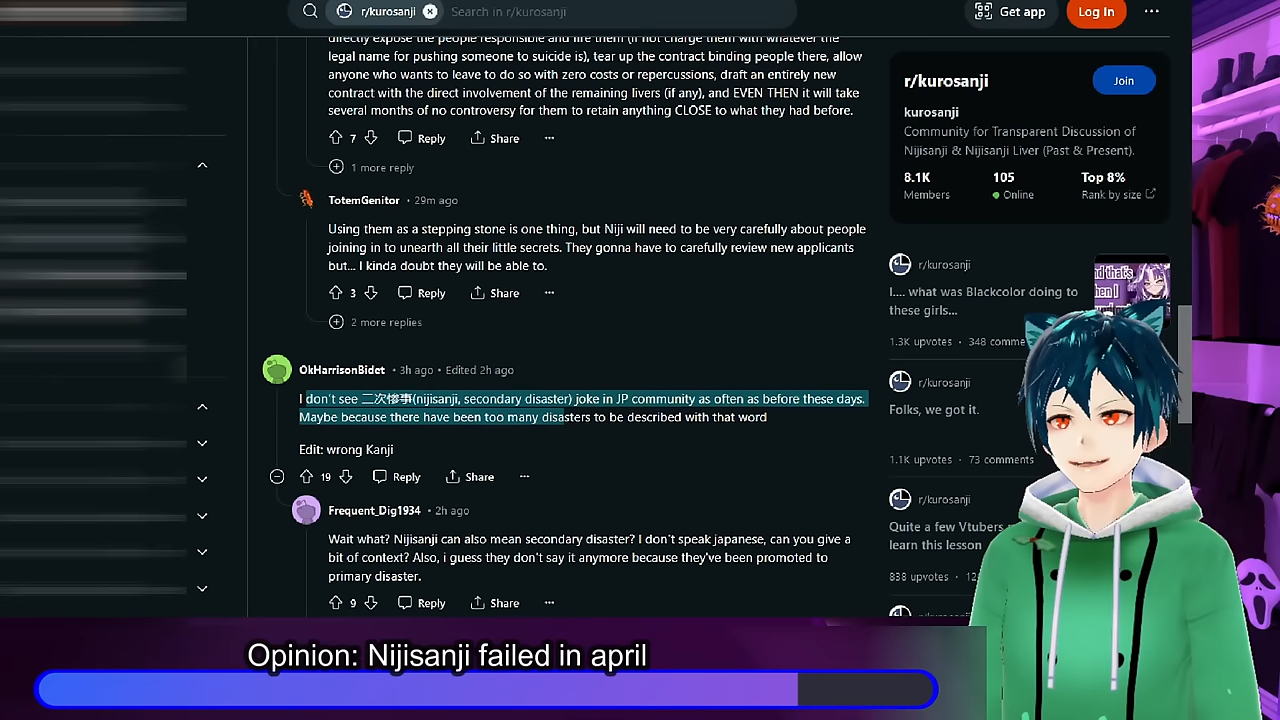 r/kurosanji
Search in r/kurosanji
Get app
Log In
directly expose the people responsible and fire them (if not charge them with whatever the
legal name for pushing someone to suicide is), tear up the contract binding people there, allow
anyone who wants to leave to do so with zero costs or repercussions, draft an entirely new
contract with the direct involvement of the remaining livers (if any), and EVEN THEN it will take
several months of no controversy for them to retain anything CLOSE to what they had before.
7 Reply Share
1 more reply
TotemGenitor • 29m ago
Using them as a stepping stone is one thing, but Niji will need to be very carefully about people
joining in to unearth all their little secrets. They gonna have to carefully review new applicants
but... I kinda doubt they will be able to.
3 Reply Share
2 more replies
OkHarrisonBidet • 3h ago • Edited 2h ago
I don't see 二次惨事(nijisanji, secondary disaster) joke in JP community as often as before these days.
Maybe because there have been too many disasters to be described with that word
Edit: wrong Kanji
19 Reply Share
Frequent_Dig1934 • 2h ago
Wait what? Nijisanji can also mean secondary disaster? I don't speak japanese, can you give a
bit of context? Also, i guess they don't say it anymore because they've been promoted to
primary disaster.
9 Reply Share
r/kurosanji
Join
kurosanji
Community for Transparent Discussion of
Nijisanji & Nijisanji Liver (Past & Present).
8.1K 105 Top 8%
Members Online Rank by size
r/kurosanji
I.... what was Blackcolor doing to
these girls...
1.3K upvotes • 348 comme
r/kurosanji
Folks, we got it.
1.1K upvotes • 73 comments
r/kurosanji
Quite a few Vtubers
learn this lesson
838 upvotes • 12
Opinion: Nijisanji failed in april